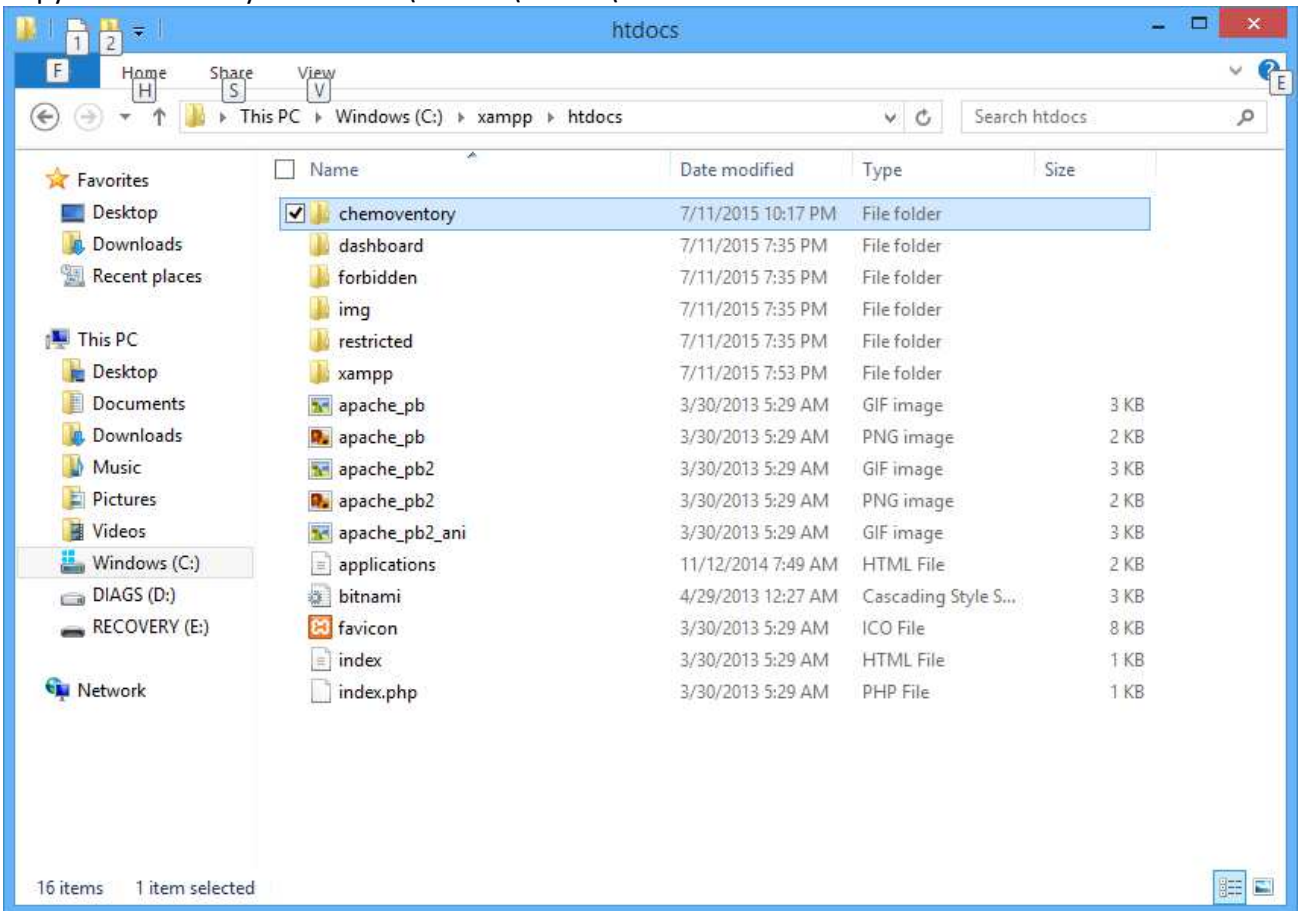 1 2 htdocs
F Home Share View E
H S V
This PC Windows (C:) xampp htdocs Search htdocs
Favorites
Desktop
Downloads
Recent places
This PC
Desktop
Documents
Downloads
Music
Pictures
Videos
Windows (C:)
DIAGS (D:)
RECOVERY (E:)
Network
Name Date modified Type Size
chemoventory 7/11/2015 10:17 PM File folder
dashboard 7/11/2015 7:35 PM File folder
forbidden 7/11/2015 7:35 PM File folder
img 7/11/2015 7:35 PM File folder
restricted 7/11/2015 7:35 PM File folder
xampp 7/11/2015 7:53 PM File folder
apache_pb 3/30/2013 5:29 AM GIF image 3 KB
apache_pb 3/30/2013 5:29 AM PNG image 2 KB
apache_pb2 3/30/2013 5:29 AM GIF image 3 KB
apache_pb2 3/30/2013 5:29 AM PNG image 2 KB
apache_pb2_ani 3/30/2013 5:29 AM GIF image 3 KB
applications 11/12/2014 7:49 AM HTML File 2 KB
bitnami 4/29/2013 12:27 AM Cascading Style S... 3 KB
favicon 3/30/2013 5:29 AM ICO File 8 KB
index 3/30/2013 5:29 AM HTML File 1 KB
index.php 3/30/2013 5:29 AM PHP File 1 KB
16 items 1 item selected